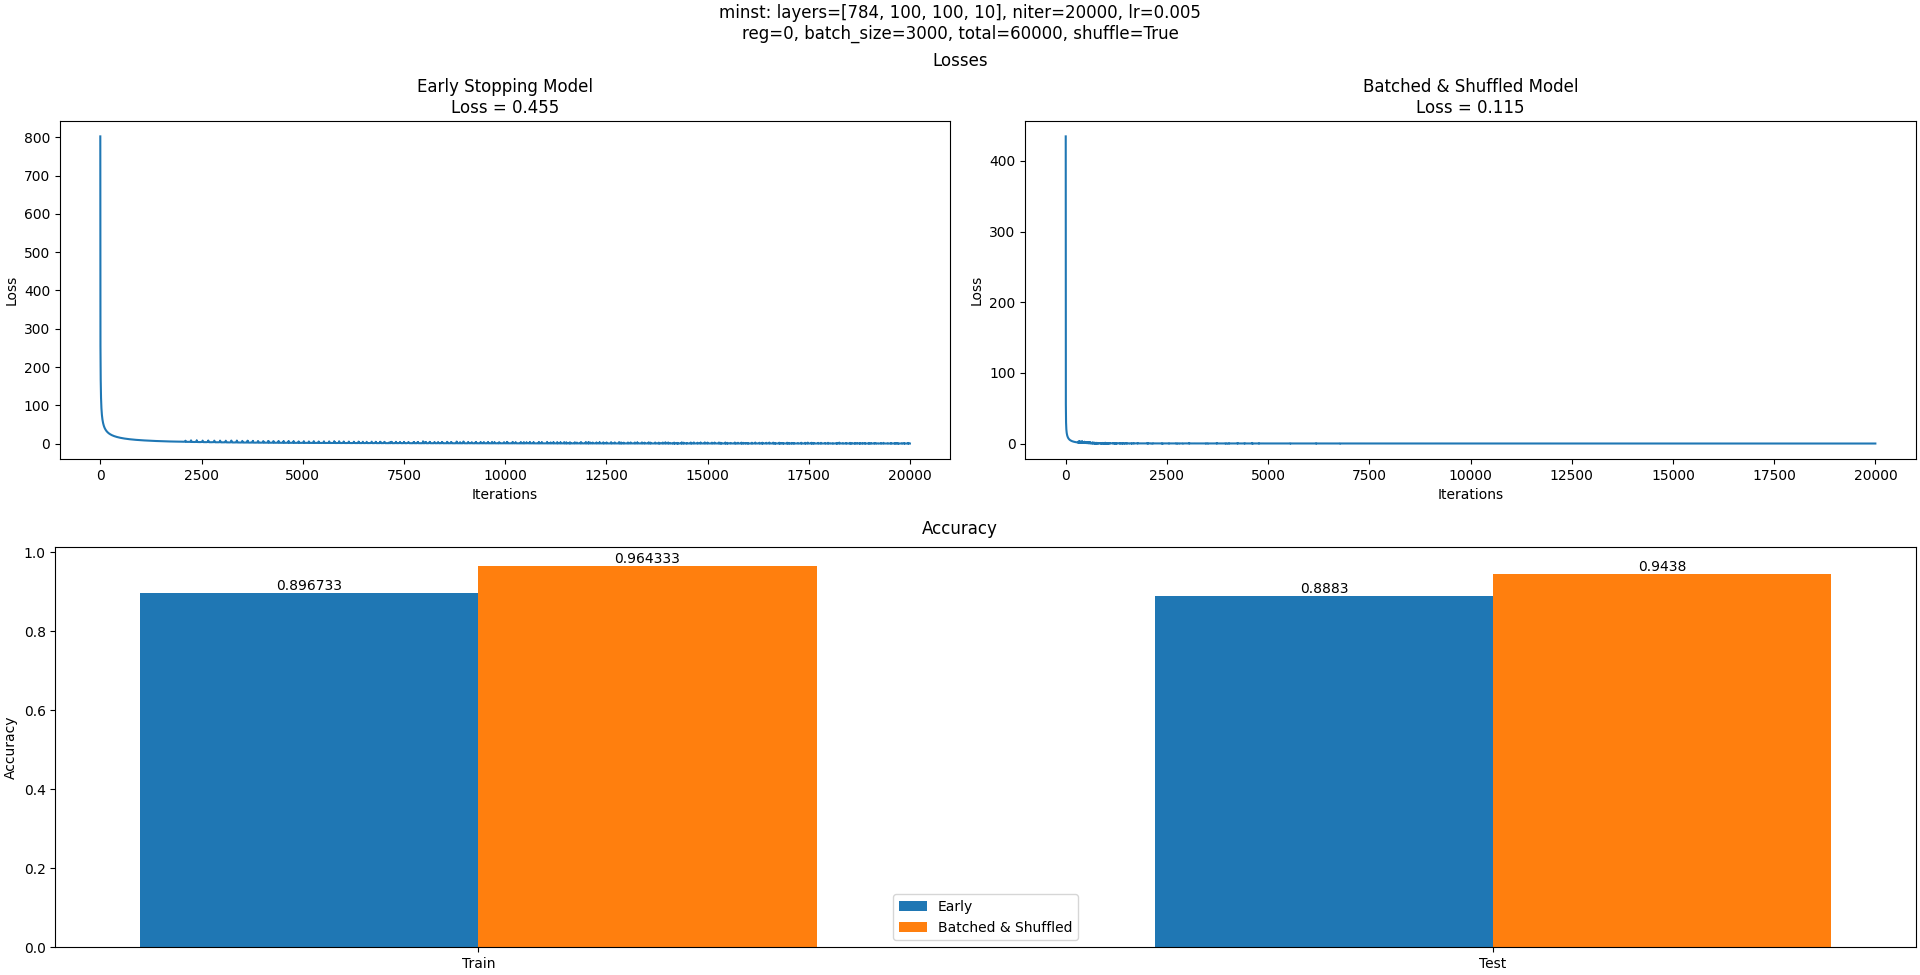 minst: layers=[784, 100, 100, 10], niter=20000, lr=0.005
reg=0, batch_size=3000, total=60000, shuffle=True
Losses
Early Stopping Model
Loss = 0.455
800
700
600
500
400
300
200
100
0
Loss
0 2500 5000 7500 10000 12500 15000 17500 20000
Iterations
Batched & Shuffled Model
Loss = 0.115
400
300
200
100
0
Loss
0 2500 5000 7500 10000 12500 15000 17500 20000
Iterations
Accuracy
1.0
0.8
0.6
0.4
0.2
0.0
Accuracy
0.896733
0.964333
0.8883
0.9438
Early
Batched & Shuffled
Train
Test